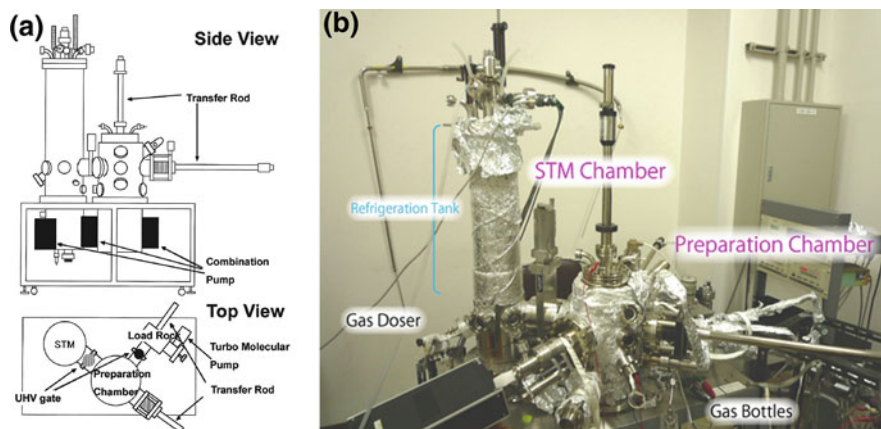 (a)
Side View
Transfer Rod
Combination
Pump
Top View
STM
Load Rock
Turbo Molecular
Pump
Preparation
Chamber
UHV gate
Transfer Rod
(b)
STM Chamber
Refrigeration Tank
Preparation Chamber
Gas Doser
Gas Bottles